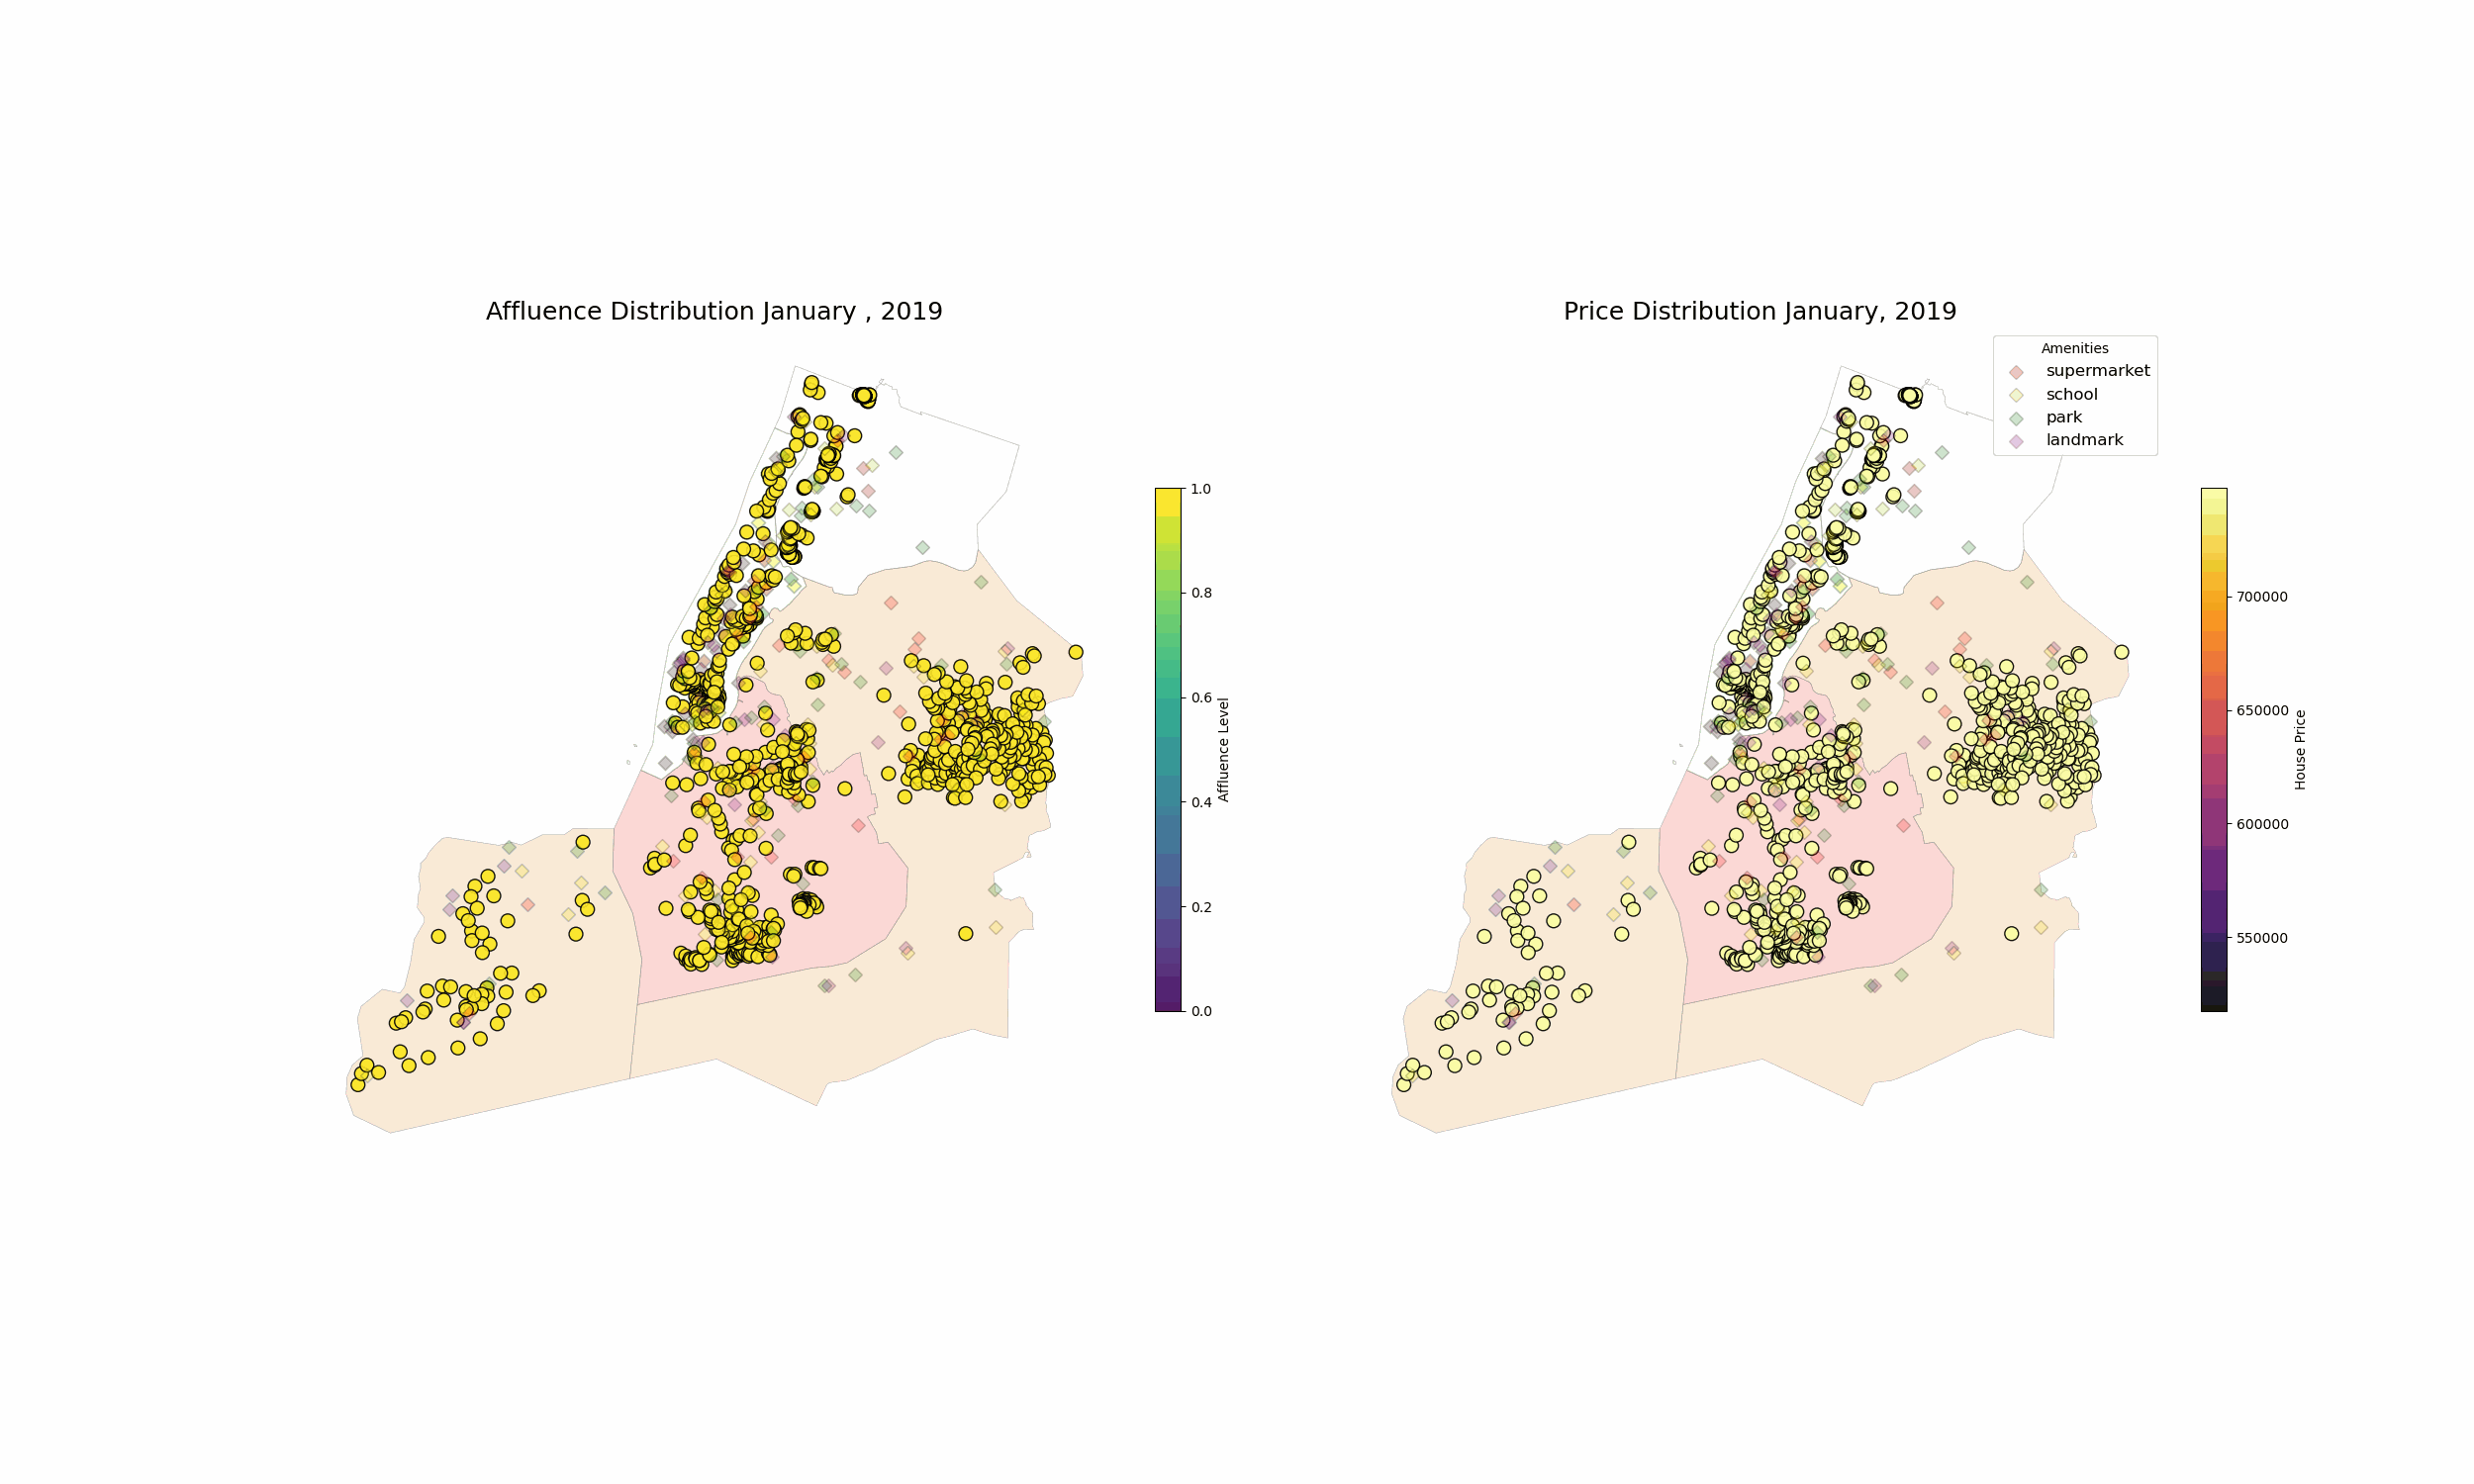 Affluence Distribution January , 2019
1.0
0.8
0.6
0.4
0.2
0.0
Affluence Level
Price Distribution January, 2019
Amenities
supermarket
school
park
landmark
700000
650000
600000
550000
House Price